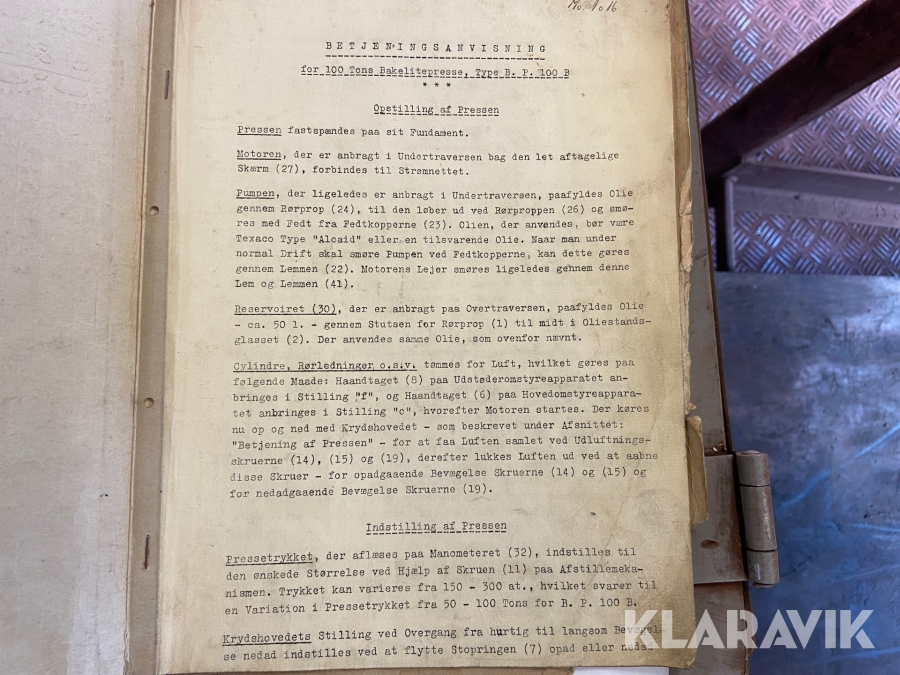 No. 1016
BETJENINGSANVISNING
for 100 Tons Bakelitepresse, Type B. P. 100 B
* * *
Opstilling af Pressen
Pressen fastspændes paa sit Fundament.
Motoren, der er anbragt i Undertraversen bag den let aftagelige
Skærm (27), forbindes til Strømnettet.
Pumpen, der ligeledes er anbragt i Undertraversen, paafyldes Olie
gennem Rørprop (24), til den løber ud ved Rørproppen (26) og smø-
res med Fedt fra Fedtkopperne (23). Olien, der anvendes, bør være
Texaco Type "Alcaid" eller en tilsvarende Olie. Naar man under
normal Drift skal smøre Pumpen ved Fedtkopperne, kan dette gøres
gennem Lemmen (22). Motorens Lejer smøres ligeledes gennem denne
Lem og Lemmen (41).
Reservoiret (30), der er anbragt paa Overtraversen, paafyldes Olie
- ca. 50 l. - gennem Stutsen for Rørprop (1) til midt i Oliestands-
glasset (2). Der anvendes samme Olie, som ovenfor nævnt.
Cylindre, Rørledninger o.s.v. tømmes for Luft, hvilket gøres paa
følgende Maade: Haandtaget (8) paa Udstøderomstyreapparatet an-
bringes i Stilling "f", og Haandtaget (6) paa Hovedomstyreappara-
tet anbringes i Stilling "c", hvorefter Motoren startes. Der køres
nu op og ned med Krydshovedet - som beskrevet under Afsnittet:
"Betjening af Pressen" - for at faa Luften samlet ved Udluftnings-
skruerne (14), (15) og (19), derefter lukkes Luften ud ved at aabne
disse Skruer - for opadgaaende Bevægelse Skruerne (14) og (15) og
for nedadgaaende Bevægelse Skruerne (19).
Indstilling af Pressen
Pressetrykket, der aflæses paa Manometeret (32), indstilles til
den ønskede Størrelse ved Hjælp af Skruen (11) paa Afstillemeka-
nismen. Trykket kan varieres fra 150 - 300 at., hvilket svarer til
en Variation i Pressetrykket fra 50 - 100 Tons for B. P. 100 B.
Krydshovedets Stilling ved Overgang fra hurtig til langsom Bevægel-
se nedad indstilles ved at flytte Stopringen (7) opad eller nedad
KLARAVIK